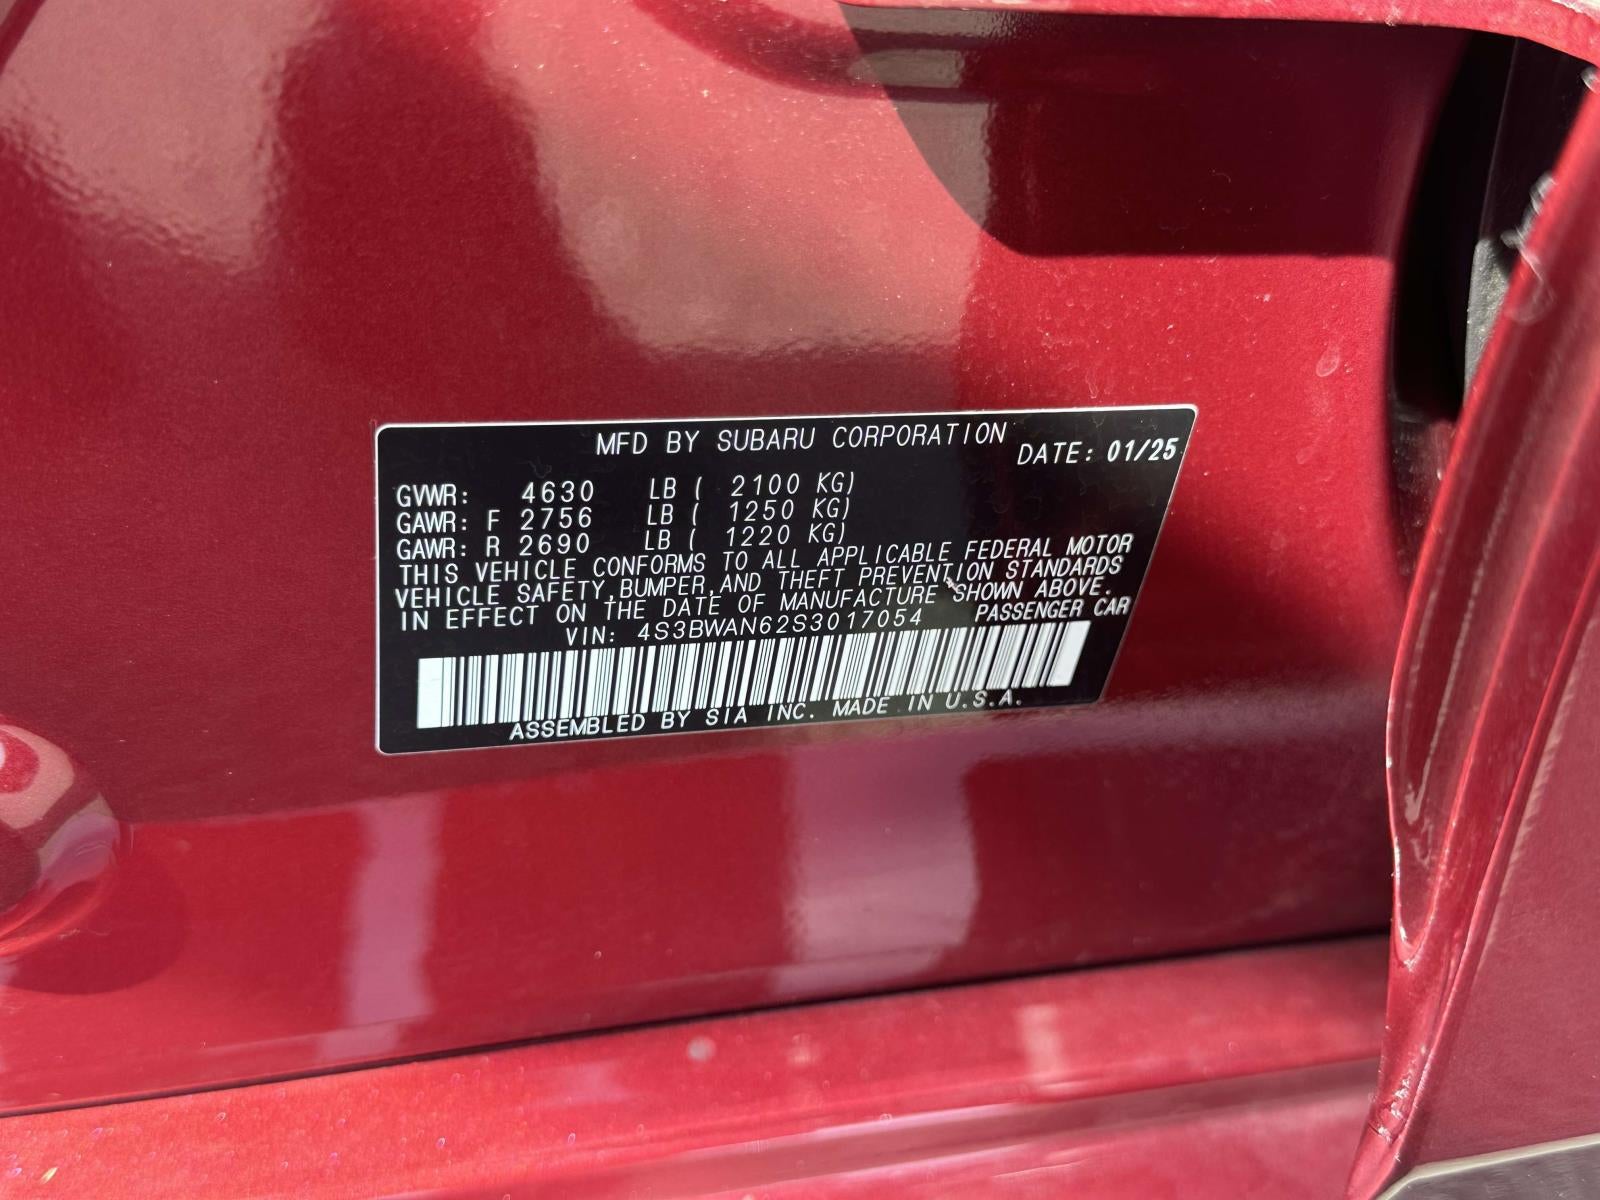 MFD BY SUBARU CORPORATION DATE: 01/25
GVWR: 4630 LB ( 2100 KG)
GAWR: F 2756 LB ( 1250 KG)
GAWR: R 2690 LB ( 1220 KG)
THIS VEHICLE CONFORMS TO ALL APPLICABLE FEDERAL MOTOR
VEHICLE SAFETY,BUMPER,AND THEFT PREVENTION STANDARDS
IN EFFECT ON THE DATE OF MANUFACTURE SHOWN ABOVE.
VIN: 4S3BWAN62S3017054 PASSENGER CAR
ASSEMBLED BY SIA INC. MADE IN U.S.A.